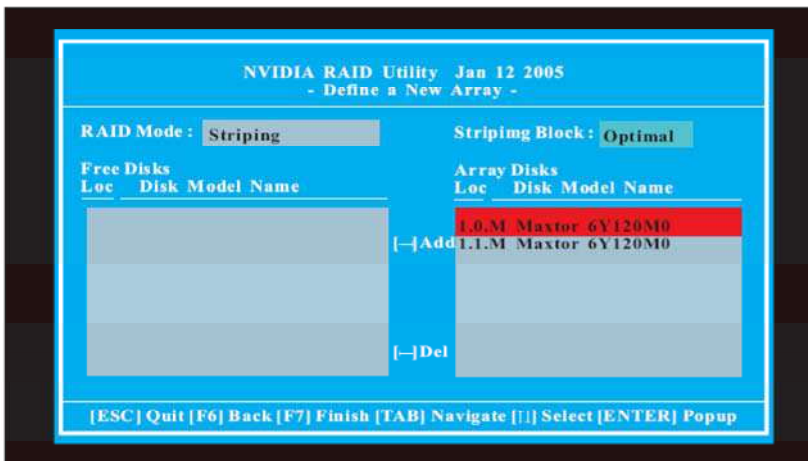 NVIDIA RAID Utility Jan 12 2005
- Define a New Array -
RAID Mode : Striping
Stripimg Block : Optimal
Free Disks
Loc Disk Model Name
Array Disks
Loc Disk Model Name
[—]Add
1.0.M Maxtor 6Y120M0
1.1.M Maxtor 6Y120M0
[—]Del
[ESC] Quit [F6] Back [F7] Finish [TAB] Navigate [↑↓] Select [ENTER] Popup